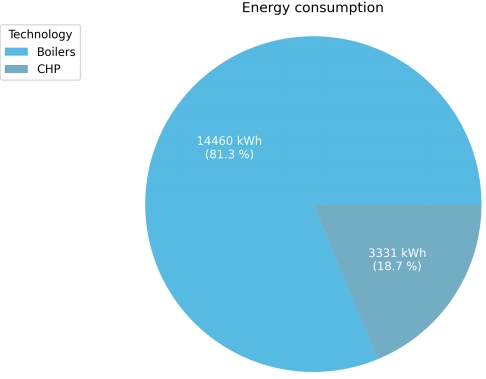 Energy consumption
Technology
Boilers
CHP
14460 kWh
(81.3 %)
3331 kWh
(18.7 %)